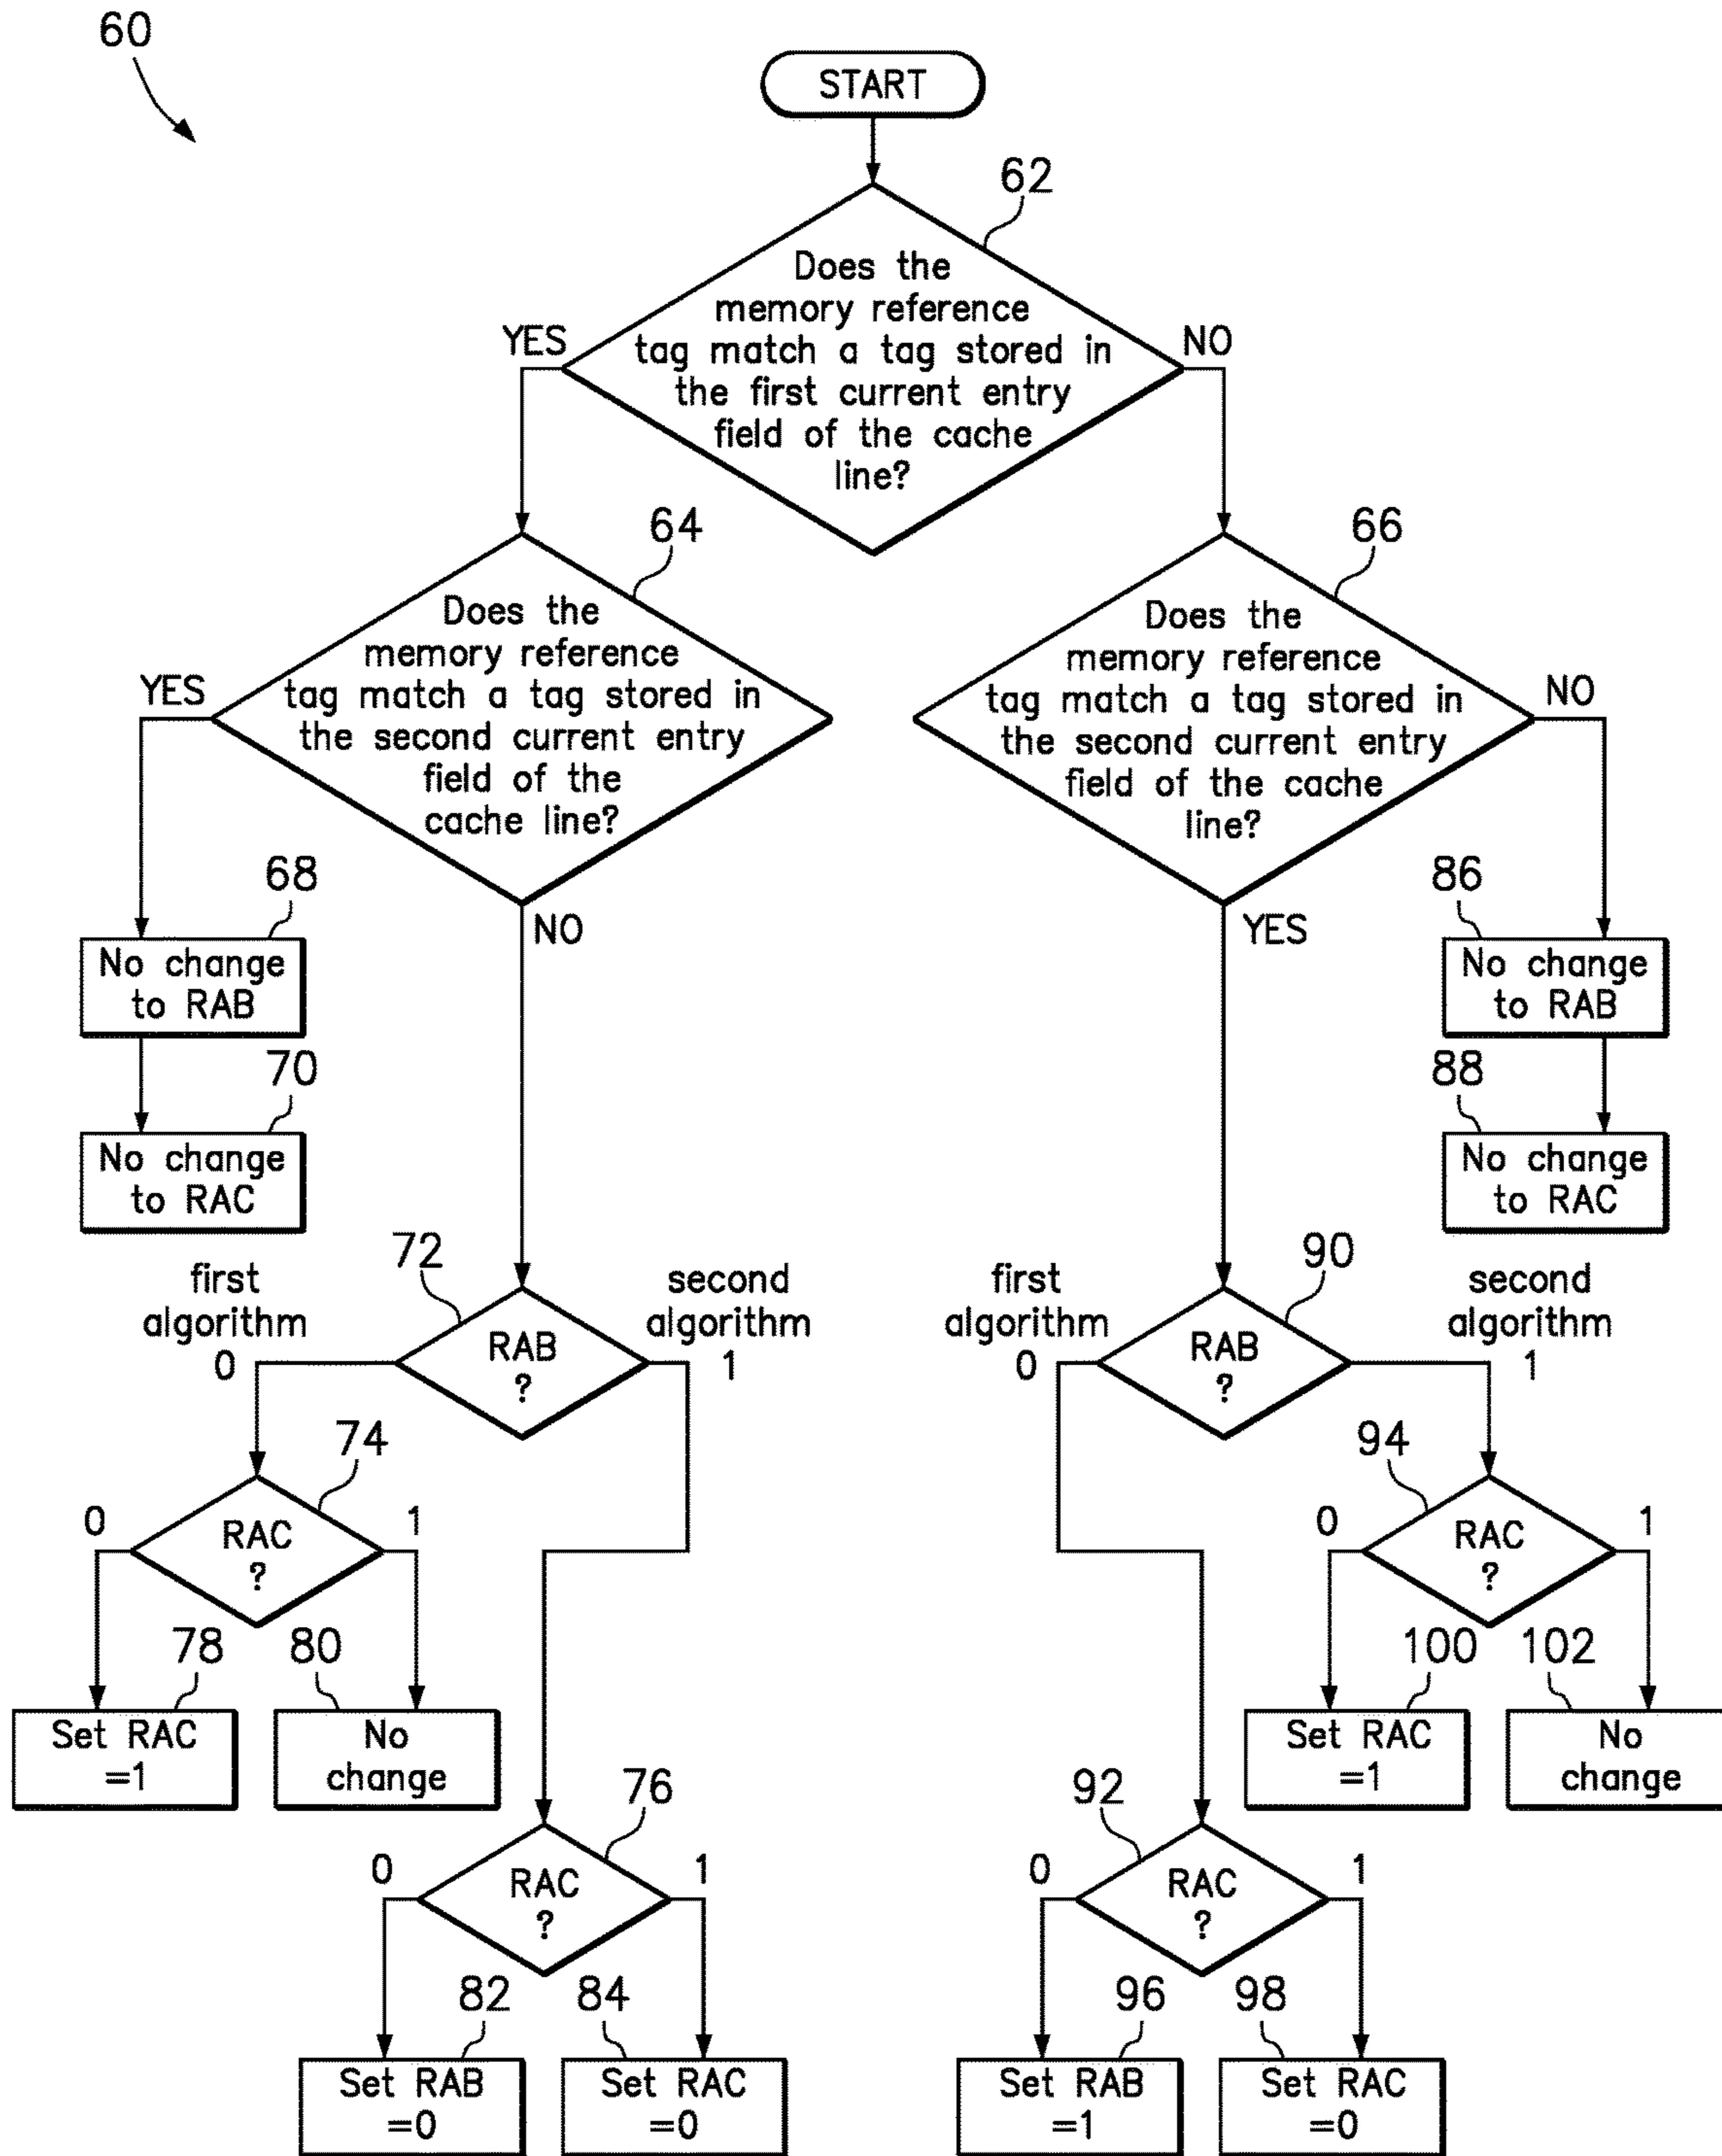 60
START
62
Does the
memory reference
tag match a tag stored in
the first current entry
field of the cache
line?
YES
NO
64
Does the
memory reference
tag match a tag stored in
the second current entry
field of the
cache line?
YES
NO
66
Does the
memory reference
tag match a tag stored in
the second current entry
field of the cache
line?
NO
YES
68
No change
to RAB
70
No change
to RAC
86
No change
to RAB
88
No change
to RAC
72
first
algorithm
0
RAB
?
second
algorithm
1
90
first
algorithm
0
RAB
?
second
algorithm
1
74
0
RAC
?
1
94
0
RAC
?
1
78
Set RAC
=1
80
No
change
100
Set RAC
=1
102
No
change
76
0
RAC
?
1
92
0
RAC
?
1
82
Set RAB
=0
84
Set RAC
=0
96
Set RAB
=1
98
Set RAC
=0